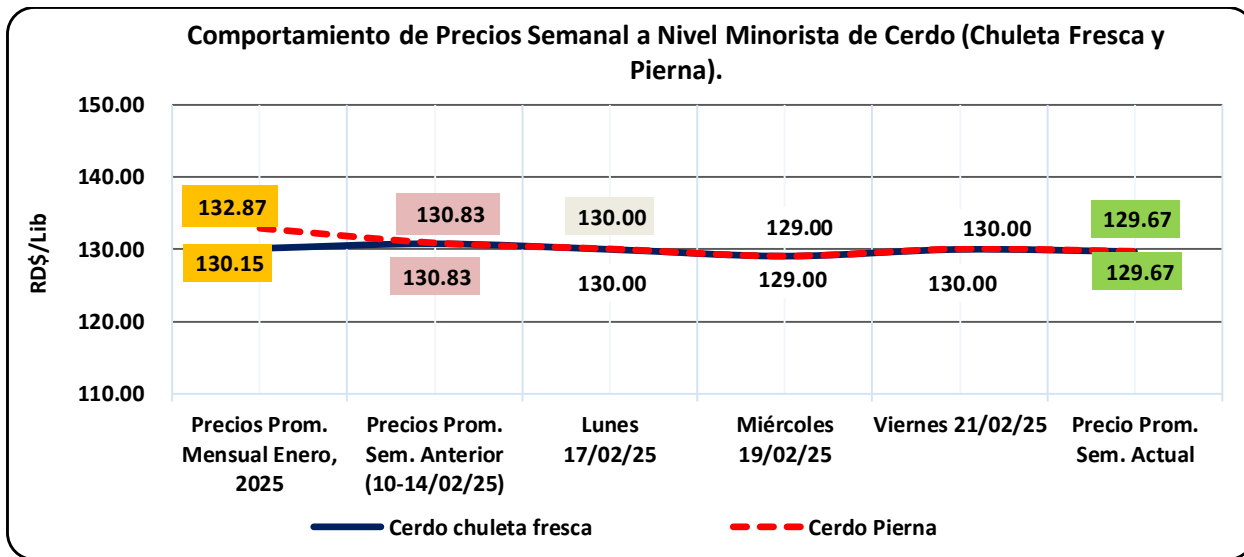 Comportamiento de Precios Semanal a Nivel Minorista de Cerdo (Chuleta Fresca y
Pierna).
RD$/Lib
150.00
140.00
130.00
120.00
110.00
132.87
130.15
130.83
130.83
130.00
130.00
129.00
129.00
130.00
130.00
129.67
129.67
Precios Prom.
Mensual Enero,
2025
Precios Prom.
Sem. Anterior
(10-14/02/25)
Lunes
17/02/25
Miércoles
19/02/25
Viernes 21/02/25
Precio Prom.
Sem. Actual
Cerdo chuleta fresca
Cerdo Pierna